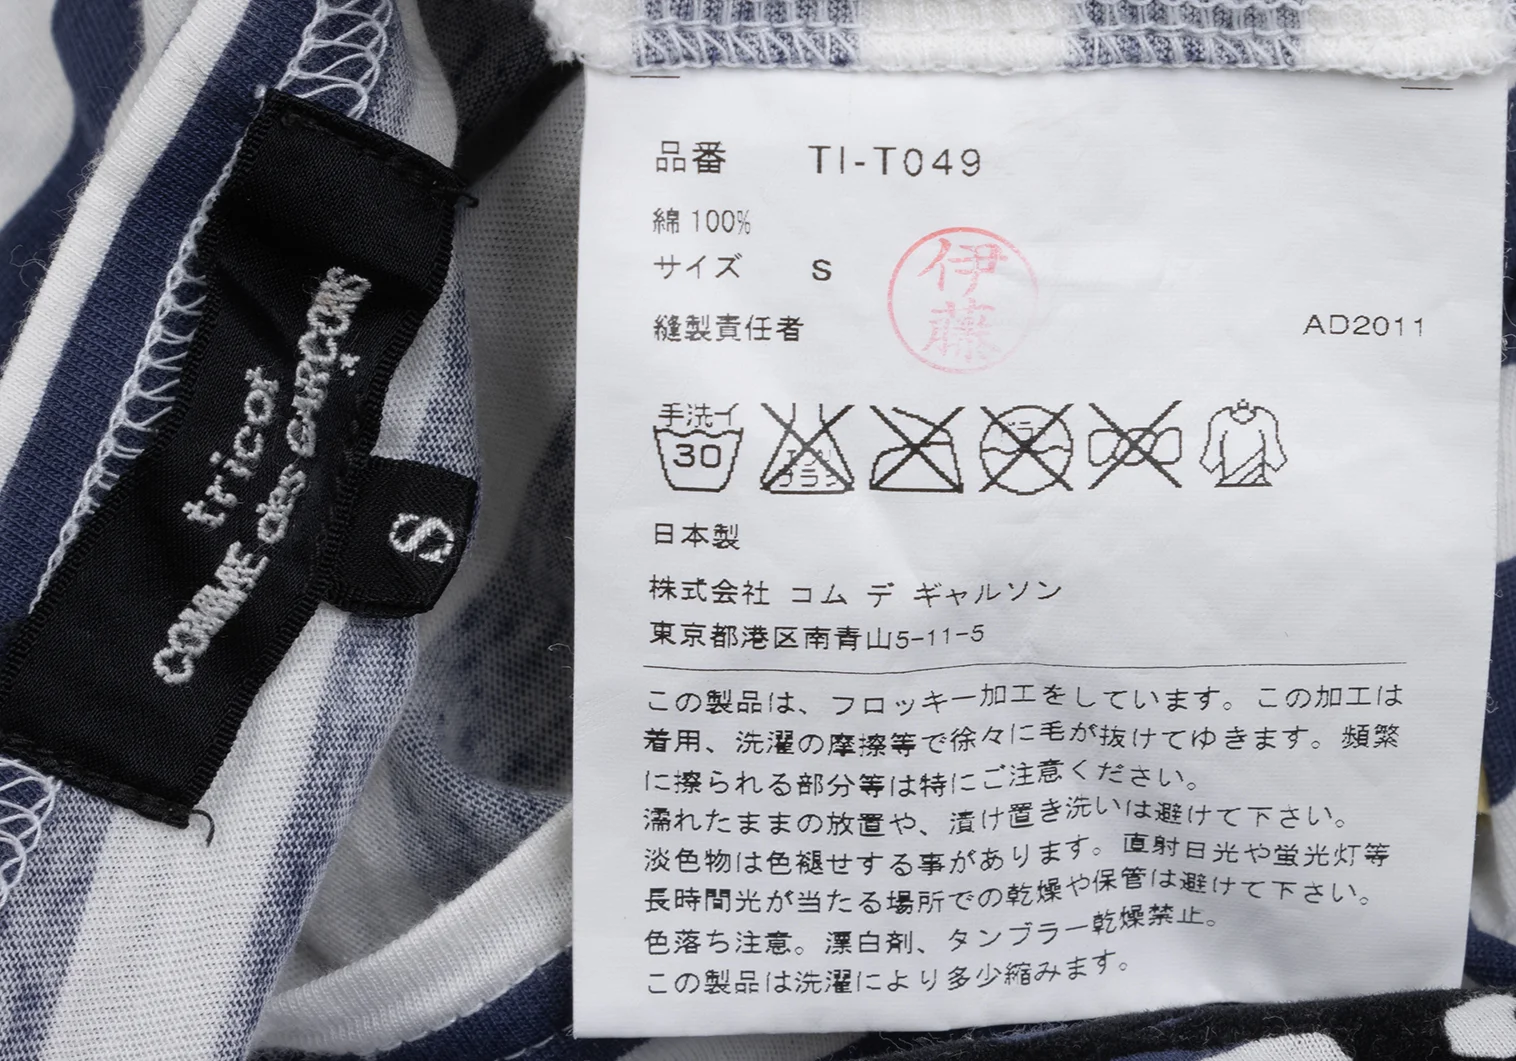 tricot
COMME des GARÇONS
S
品番 TI-T049
綿 100%
サイズ S
伊藤
縫製責任者
AD2011
手洗イ
30
エンソ
サラシ
ドライ
日本製
株式会社 コム デ ギャルソン
東京都港区南青山5-11-5
この製品は、フロッキー加工をしています。この加工は
着用、洗濯の摩擦等で徐々に毛が抜けてゆきます。頻繁
に擦られる部分等は特にご注意ください。
濡れたままの放置や、漬け置き洗いは避けて下さい。
淡色物は色褪せする事があります。直射日光や蛍光灯等
長時間光が当たる場所での乾燥や保管は避けて下さい。
色落ち注意。漂白剤、タンブラー乾燥禁止。
この製品は洗濯により多少縮みます。